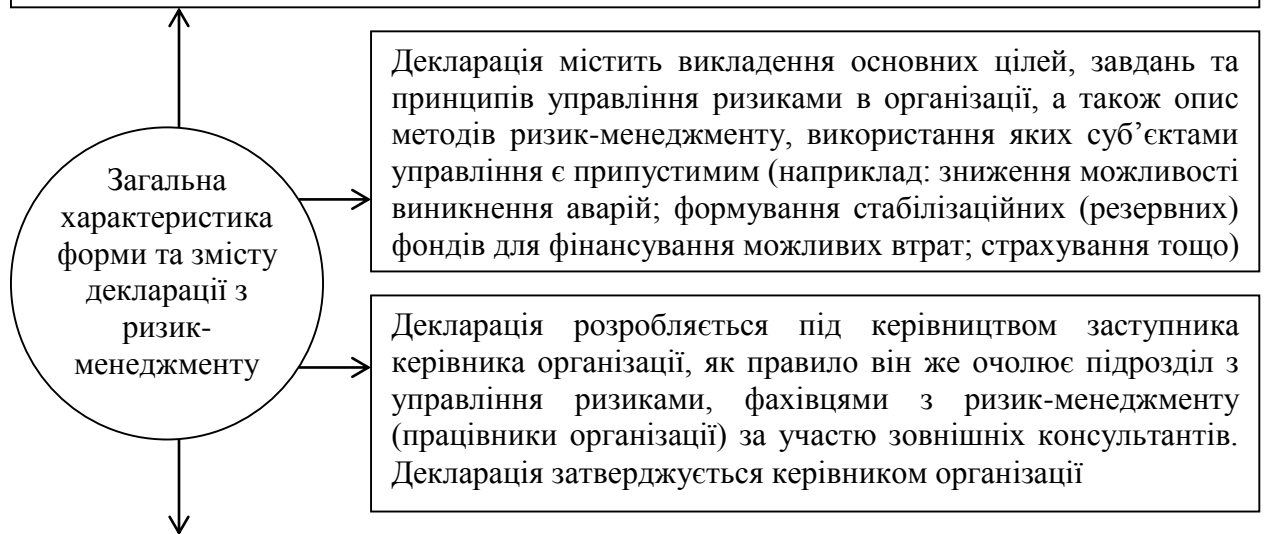 Декларація містить викладення основних цілей, завдань та
принципів управління ризиками в організації, а також опис
методів ризик-менеджменту, використання яких суб’єктами
управління є припустимим (наприклад: зниження можливості
виникнення аварій; формування стабілізаційних (резервних)
фондів для фінансування можливих втрат; страхування тощо)
Загальна
характеристика
форми та змісту
декларації з
ризик-
менеджменту
Декларація розробляється під керівництвом заступника
керівника організації, як правило він же очолює підрозділ з
управління ризиками, фахівцями з ризик-менеджменту
(працівники організації) за участю зовнішніх консультантів.
Декларація затверджується керівником організації